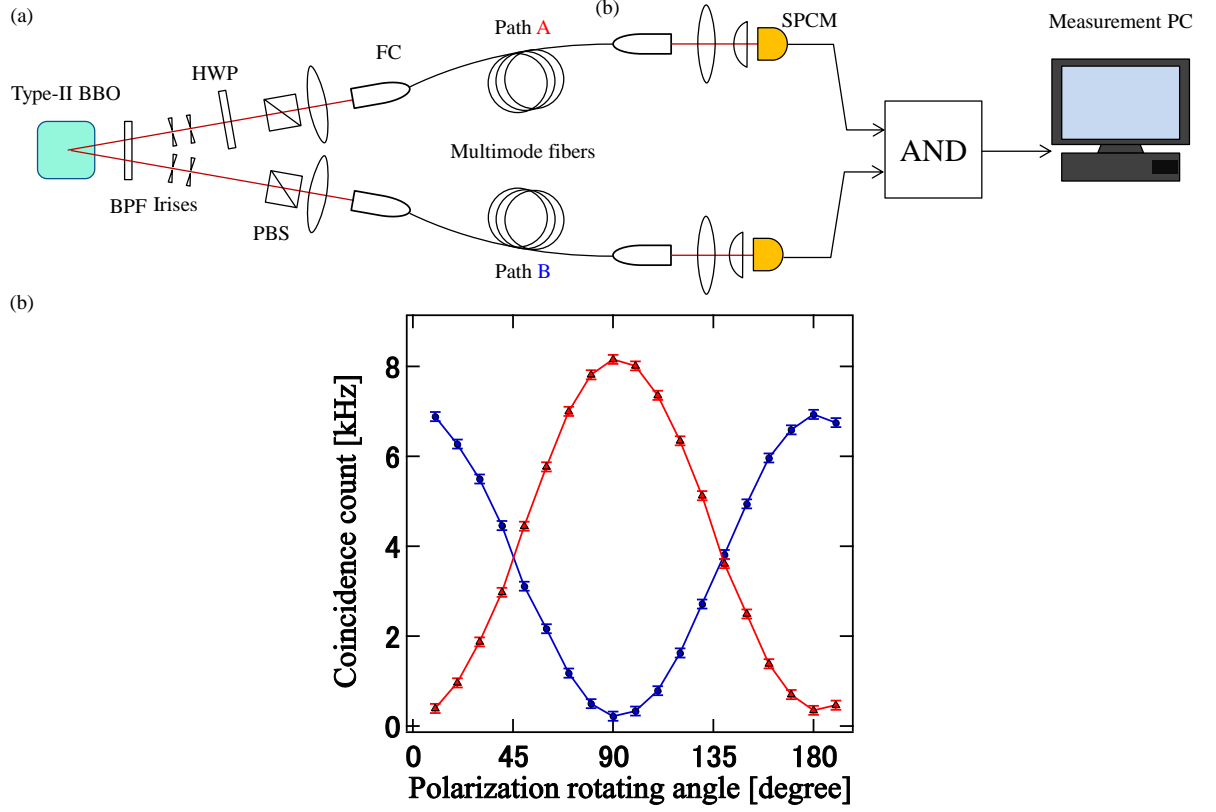 (a)
(b)
Path A
SPCM
Measurement PC
FC
HWP
Type-II BBO
Multimode fibers
AND
BPF Irises
PBS
Path B
(b)
Coincidence count [kHz]
8
6
4
2
0
0 45 90 135 180
Polarization rotating angle [degree]